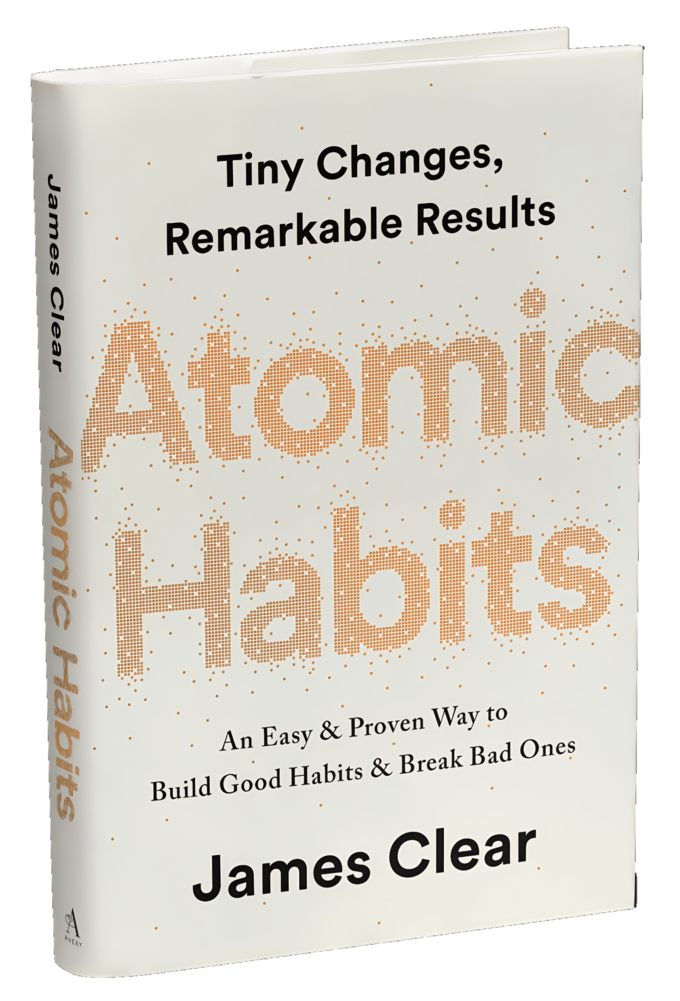 Tiny Changes,
Remarkable Results
Atomic
Habits
An Easy & Proven Way to
Build Good Habits & Break Bad Ones
James Clear
James Clear Atomic Habits
A
AVERY